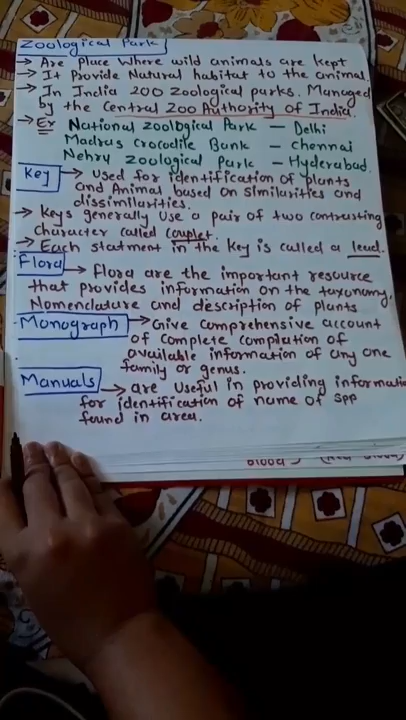 Zoological Park
→ Are Place Where wild animals are kept
→ It Provide Natural habitat to the animal.
→ In India 200 Zoological parks. Managed
by the Central Zoo Authority of India.
→ Ex National Zoological Park — Delhi
Madras Crocodile Bank — Chennai
Nehry Zoological Park — Hyderabad.
Key → Used for identification of plants
and Animal based on similarities and
dissimilarities.
→ Keys generally Use a pair of two contrasting
character called couplet.
→ Each statment in the Key is called a lead.
Flora → Flora are the important resource
that provides information on the taxonomy,
Nomenclature and description of plants
Monograph → Give comprehensive account
of complete compilation of
available information of any one
family or genus.
Manuals → are Useful in providing informatio
for identification of name of spp
found in area.